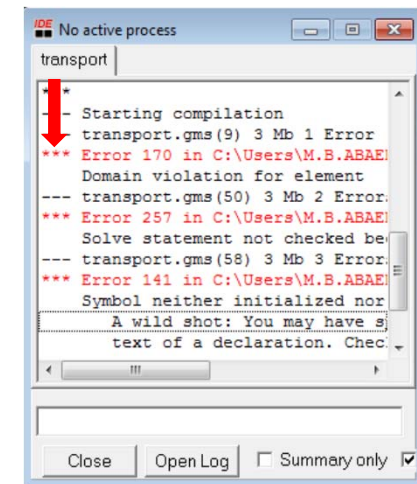 IDE No active process
transport
--- Starting compilation
--- transport.gms(9) 3 Mb 1 Error
*** Error 170 in C:\Users\M.B.ABAE
Domain violation for element
--- transport.gms(50) 3 Mb 2 Error
*** Error 257 in C:\Users\M.B.ABAE
Solve statement not checked be
--- transport.gms(58) 3 Mb 3 Error
*** Error 141 in C:\Users\M.B.ABAE
Symbol neither initialized nor
A wild shot: You may have s
text of a declaration. Chec
Close Open Log Summary only